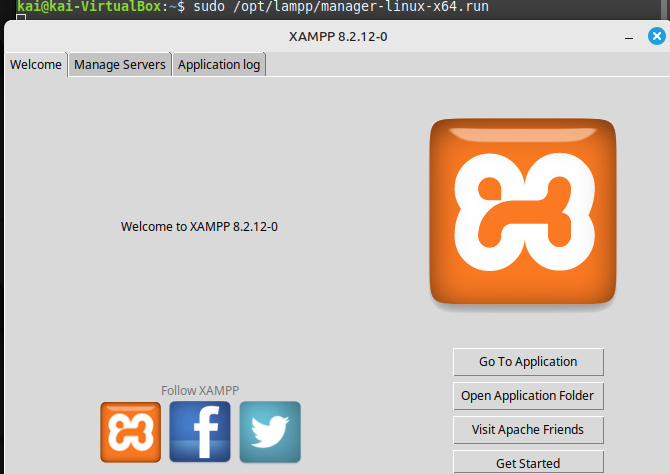 kai@kai-VirtualBox:~$ sudo /opt/lampp/manager-linux-x64.run
XAMPP 8.2.12-0
Welcome Manage Servers Application log
Welcome to XAMPP 8.2.12-0
Go To Application
Open Application Folder
Visit Apache Friends
Get Started
Follow XAMPP